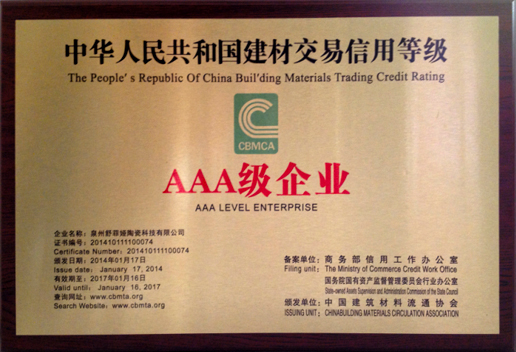 中华人民共和国建材交易信用等级
The People's Republic Of China Buil'ding Materials Trading Credit Rating
CBMCA
AAA级企业
AAA LEVEL ENTERPRISE
企业名称：泉州舒菲娅陶瓷科技有限公司
证书编号：201410111100074
Certificate Number: 201410111100074
颁发日期：2014年01月17日
Issue date: January 17, 2014
有效期至：2017年01月16日
Valid until: January 16, 2017
查询网址：www.cbmta.org
Search Website: www.cbmta.org
备案单位：商务部信用工作办公室
Filing unit: The Ministry of Commerce Credit Work Office
国务院国有资产监督管理委员会行业办公室
State-owned Assets Supervision and Administration Commission of the State Council
颁发单位：中国建筑材料流通协会
ISSUING UNIT: CHINABUILDING MATERIALS CIRCULATION ASSOCIATION